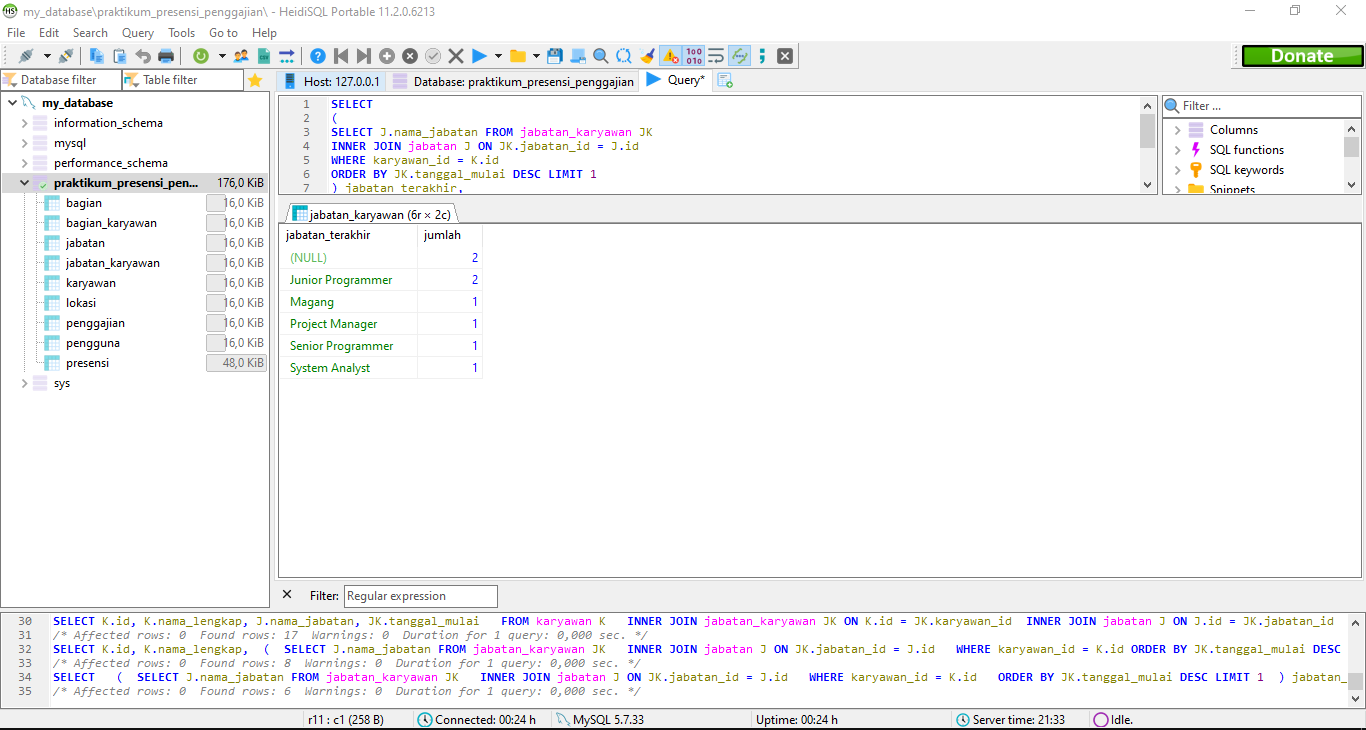 my_database\praktikum_presensi_penggajian\ - HeidiSQL Portable 11.2.0.6213
File Edit Search Query Tools Go to Help
Donate
Database filter
Table filter
Host: 127.0.0.1
Database: praktikum_presensi_penggajian
Query*
my_database
information_schema
mysql
performance_schema
praktikum_presensi_pen... 176,0 KiB
bagian 16,0 KiB
bagian_karyawan 16,0 KiB
jabatan 16,0 KiB
jabatan_karyawan 16,0 KiB
karyawan 16,0 KiB
lokasi 16,0 KiB
penggajian 16,0 KiB
pengguna 16,0 KiB
presensi 48,0 KiB
sys
1 SELECT
2 (
3 SELECT J.nama_jabatan FROM jabatan_karyawan JK
4 INNER JOIN jabatan J ON JK.jabatan_id = J.id
5 WHERE karyawan_id = K.id
6 ORDER BY JK.tanggal_mulai DESC LIMIT 1
7 ) jabatan_terakhir,
Filter ...
Columns
SQL functions
SQL keywords
Snippets
jabatan_karyawan (6r × 2c)
jabatan_terakhir jumlah
(NULL) 2
Junior Programmer 2
Magang 1
Project Manager 1
Senior Programmer 1
System Analyst 1
Filter: Regular expression
30 SELECT K.id, K.nama_lengkap, J.nama_jabatan, JK.tanggal_mulai FROM karyawan K INNER JOIN jabatan_karyawan JK ON K.id = JK.karyawan_id INNER JOIN jabatan J ON J.id = JK.jabatan_id
31 /* Affected rows: 0 Found rows: 17 Warnings: 0 Duration for 1 query: 0,000 sec. */
32 SELECT K.id, K.nama_lengkap, ( SELECT J.nama_jabatan FROM jabatan_karyawan JK INNER JOIN jabatan J ON JK.jabatan_id = J.id WHERE karyawan_id = K.id ORDER BY JK.tanggal_mulai DESC
33 /* Affected rows: 0 Found rows: 8 Warnings: 0 Duration for 1 query: 0,000 sec. */
34 SELECT ( SELECT J.nama_jabatan FROM jabatan_karyawan JK INNER JOIN jabatan J ON JK.jabatan_id = J.id WHERE karyawan_id = K.id ORDER BY JK.tanggal_mulai DESC LIMIT 1 ) jabatan_
35 /* Affected rows: 0 Found rows: 6 Warnings: 0 Duration for 1 query: 0,000 sec. */
r11 : c1 (258 B)
Connected: 00:24 h
MySQL 5.7.33
Uptime: 00:24 h
Server time: 21:33
Idle.